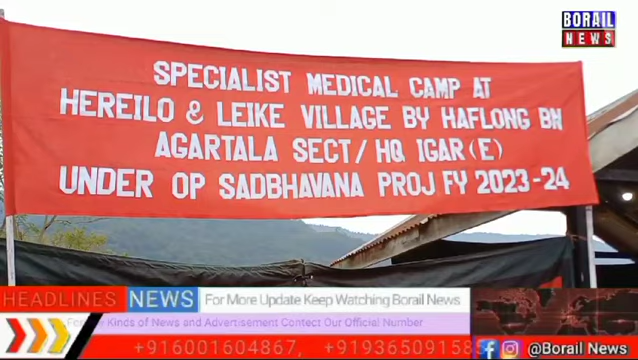 BORAIL
NEWS
SPECIALIST MEDICAL CAMP AT
HEREILO & LEIKE VILLAGE BY HAFLONG BN
AGARTALA SECT/HQ IGAR(E)
UNDER OP SADBHAVANA PROJ FY 2023-24
HEADLINES NEWS For More Update Keep Watching Borail News
Kinds of News and Advertisement Contect Our Official Number
+916001604867, +919365091585 @Borail News